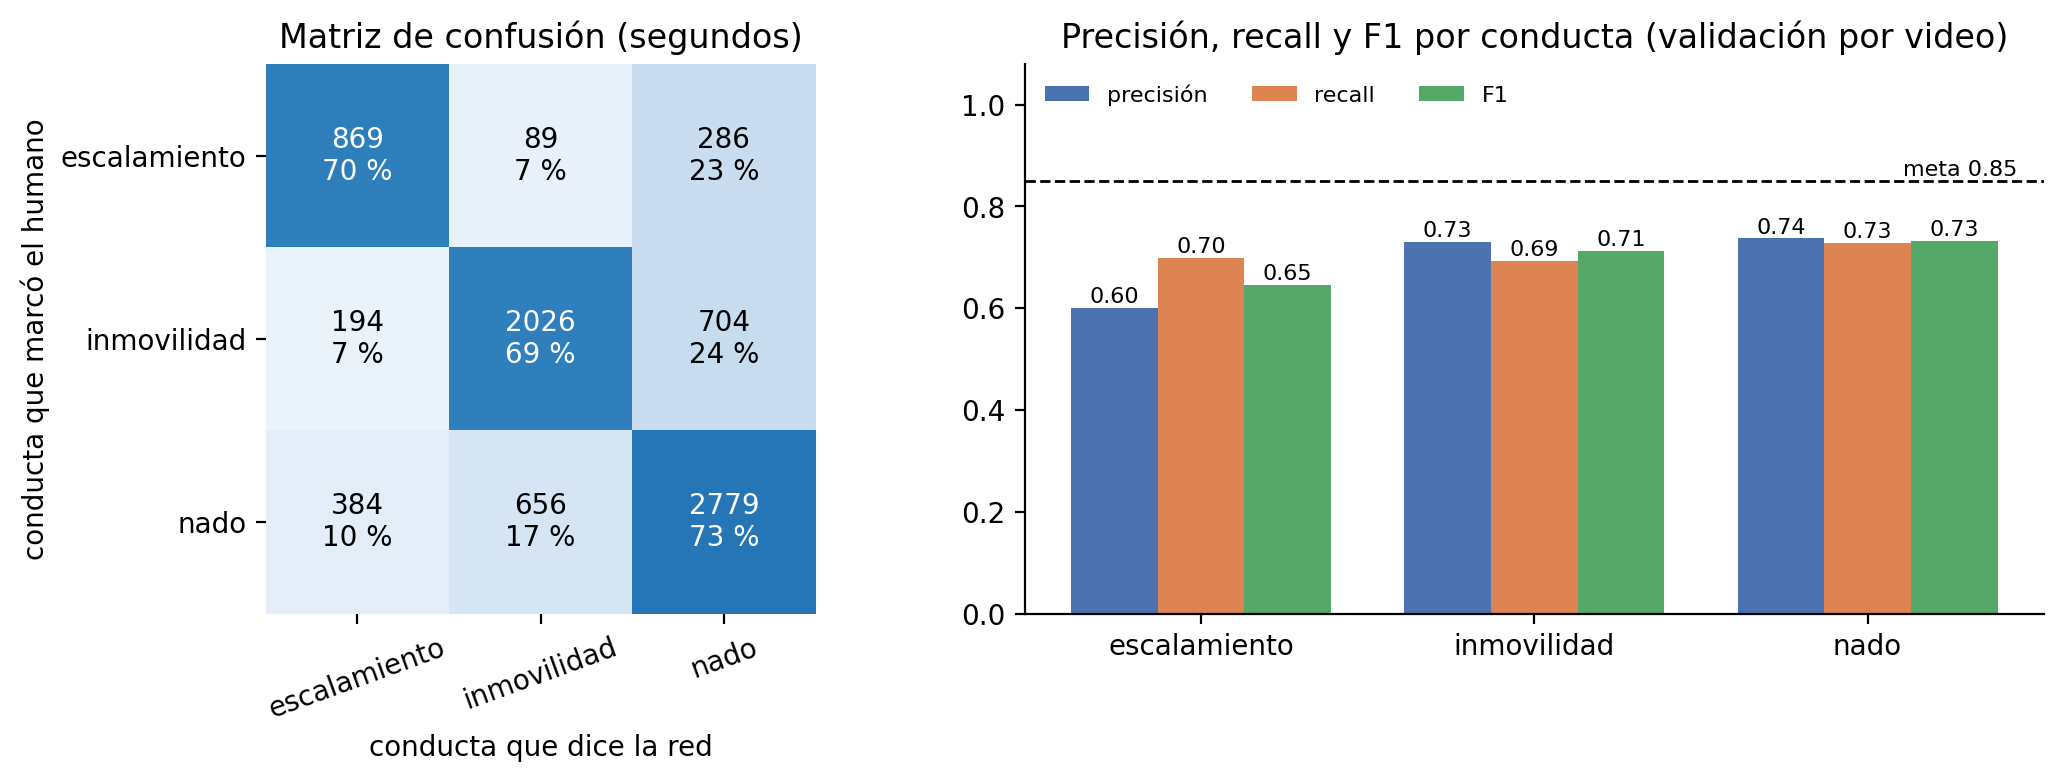 Matriz de confusión (segundos)
conducta que marcó el humano
escalamiento
869
70 %
89
7 %
286
23 %
inmovilidad
194
7 %
2026
69 %
704
24 %
nado
384
10 %
656
17 %
2779
73 %
escalamiento
inmovilidad
nado
conducta que dice la red
Precisión, recall y F1 por conducta (validación por video)
precisión
recall
F1
meta 0.85
1.0
0.8
0.6
0.4
0.2
0.0
0.60
0.70
0.65
0.73
0.69
0.71
0.74
0.73
0.73
escalamiento
inmovilidad
nado